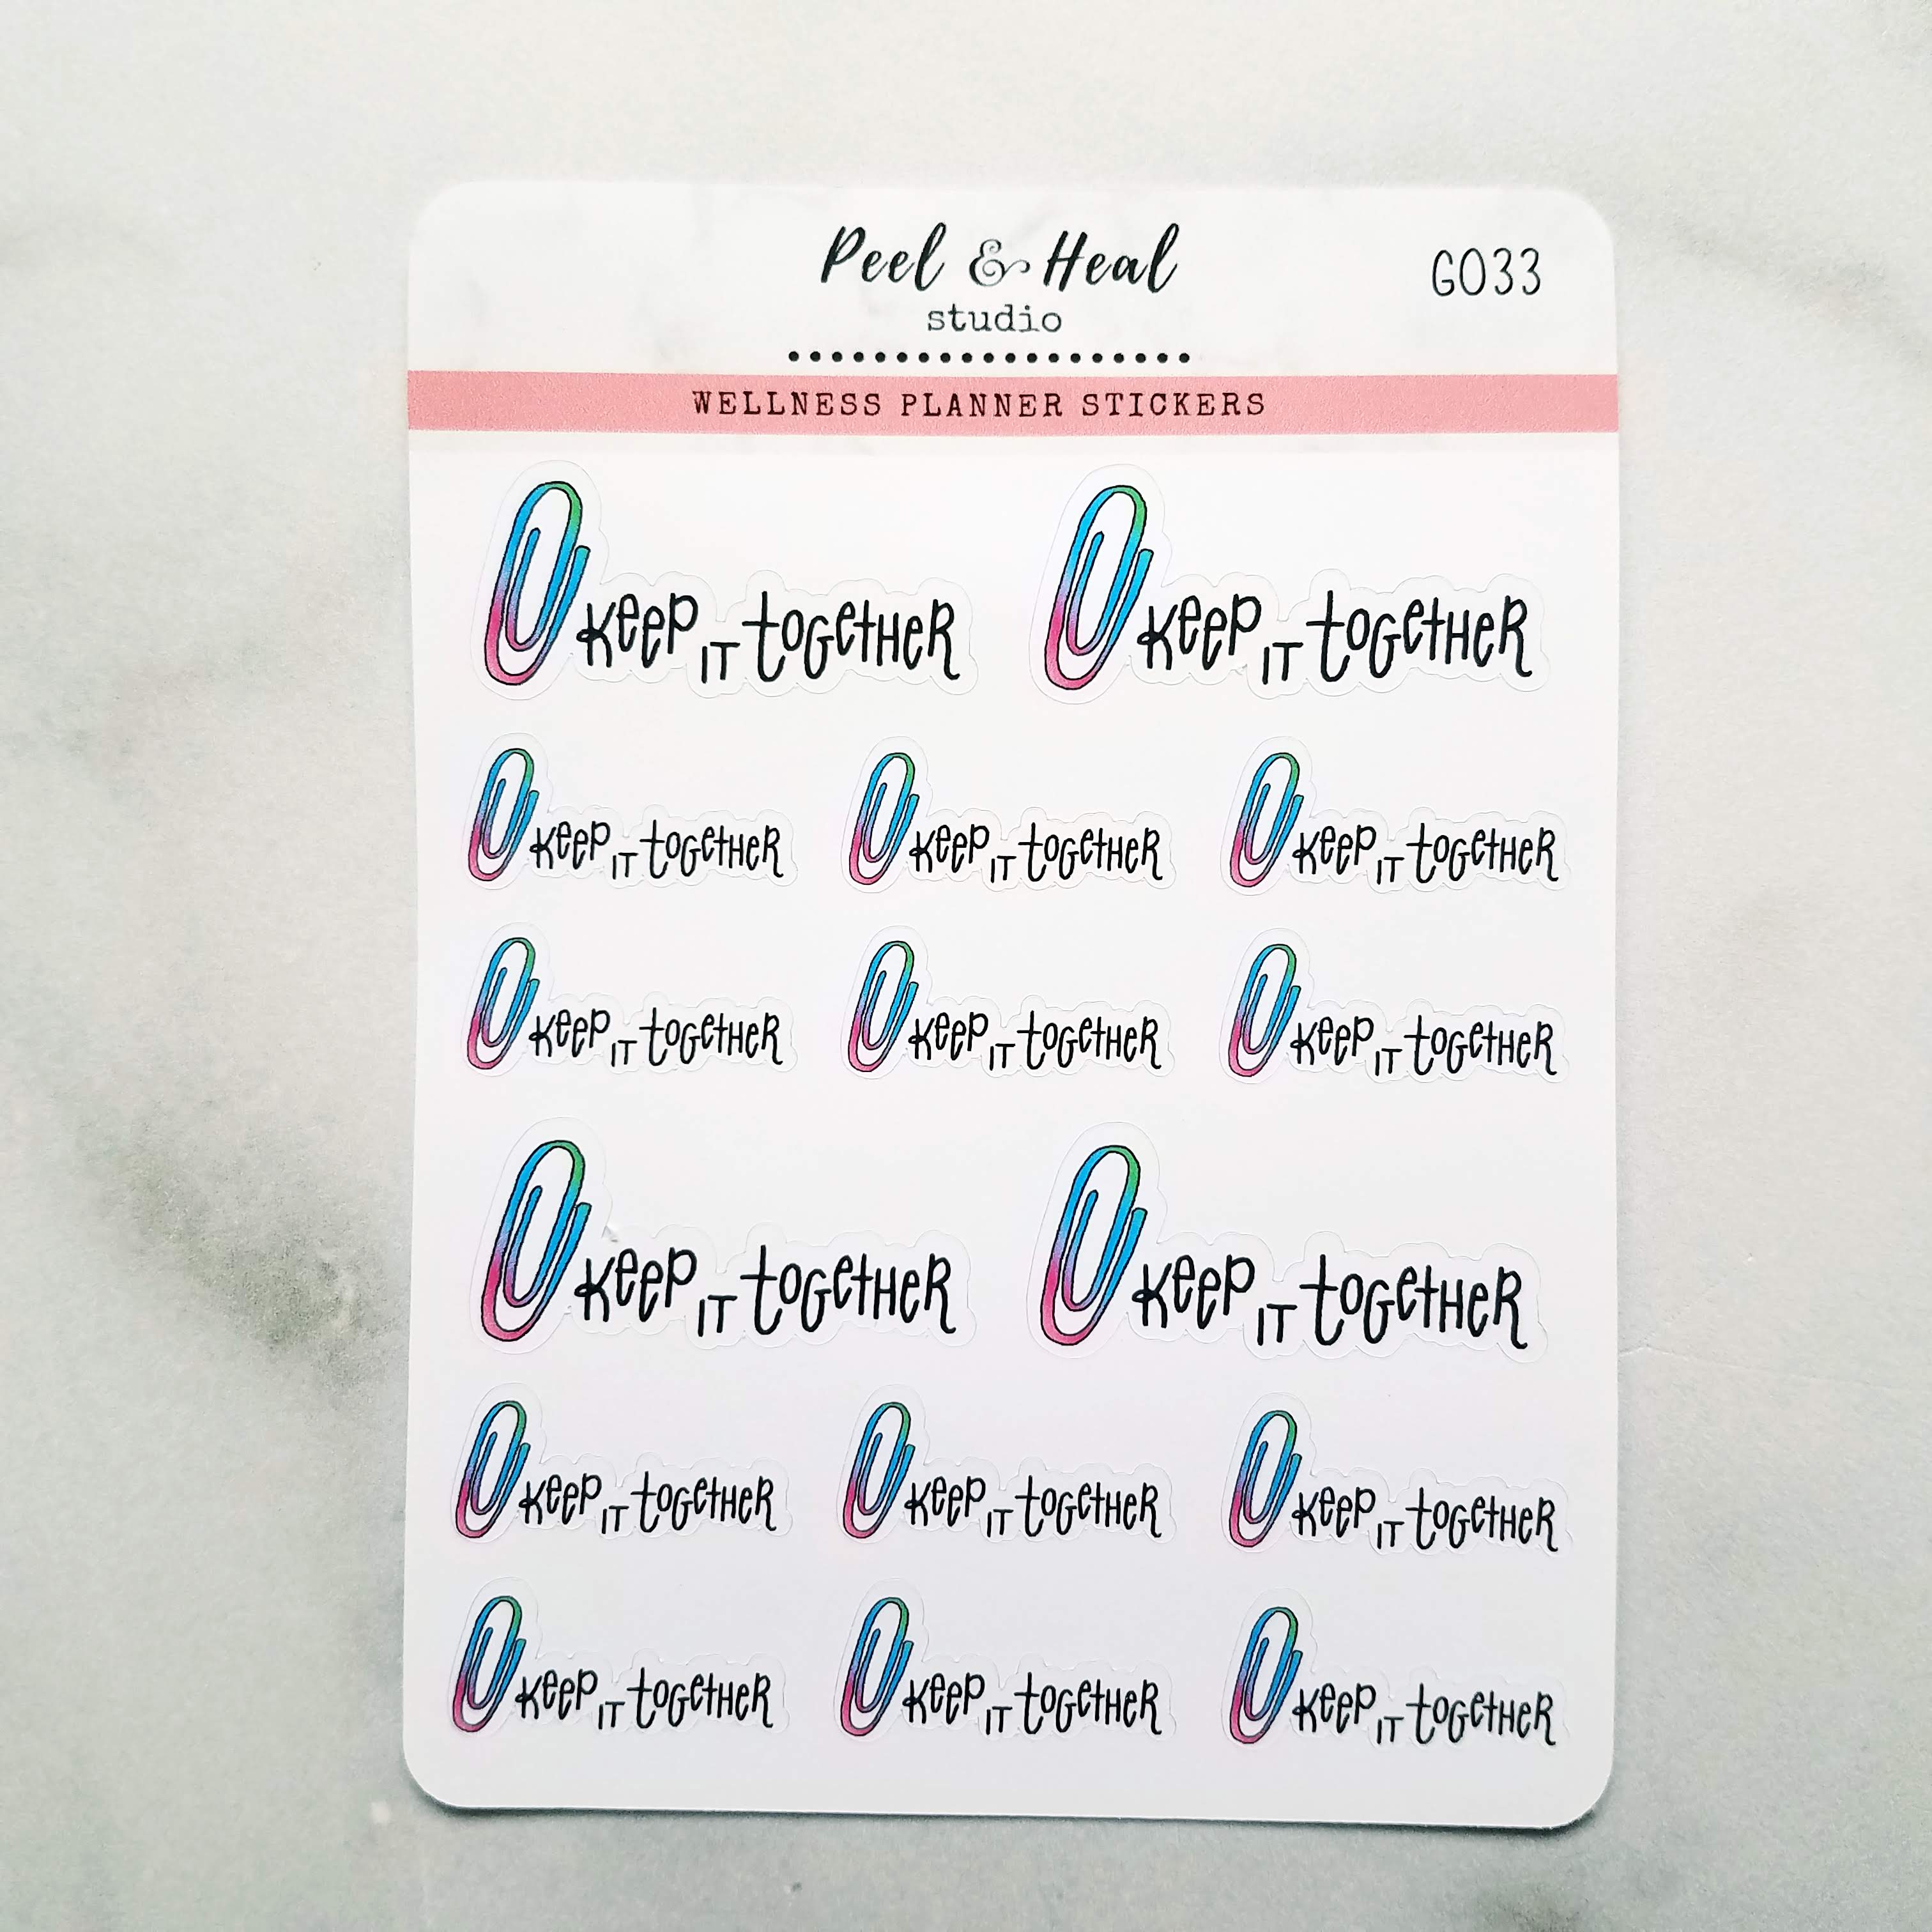 Peel & Heal
studio
G033
WELLNESS PLANNER STICKERS
KEEP IT TOGETHER KEEP IT TOGETHER
KEEP IT TOGETHER KEEP IT TOGETHER KEEP IT TOGETHER
KEEP IT TOGETHER KEEP IT TOGETHER KEEP IT TOGETHER
KEEP IT TOGETHER KEEP IT TOGETHER
KEEP IT TOGETHER KEEP IT TOGETHER KEEP IT TOGETHER
KEEP IT TOGETHER KEEP IT TOGETHER KEEP IT TOGETHER